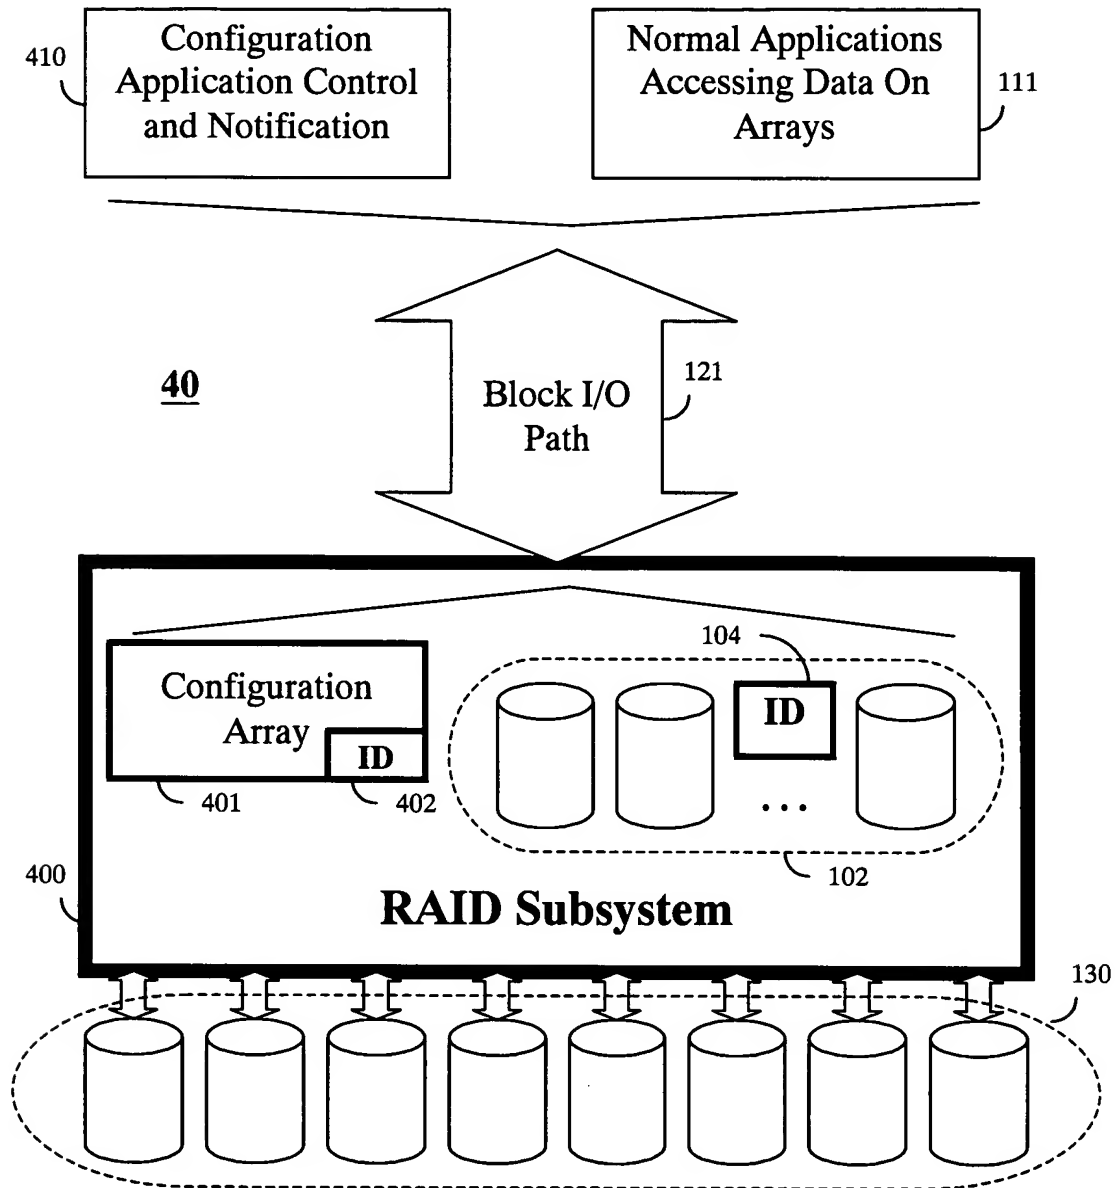 Configuration
Application Control
and Notification
410
Normal Applications
Accessing Data On
Arrays
111
40
Block I/O
Path
121
104
Configuration
Array
ID
ID
401
402
...
102
400
RAID Subsystem
130